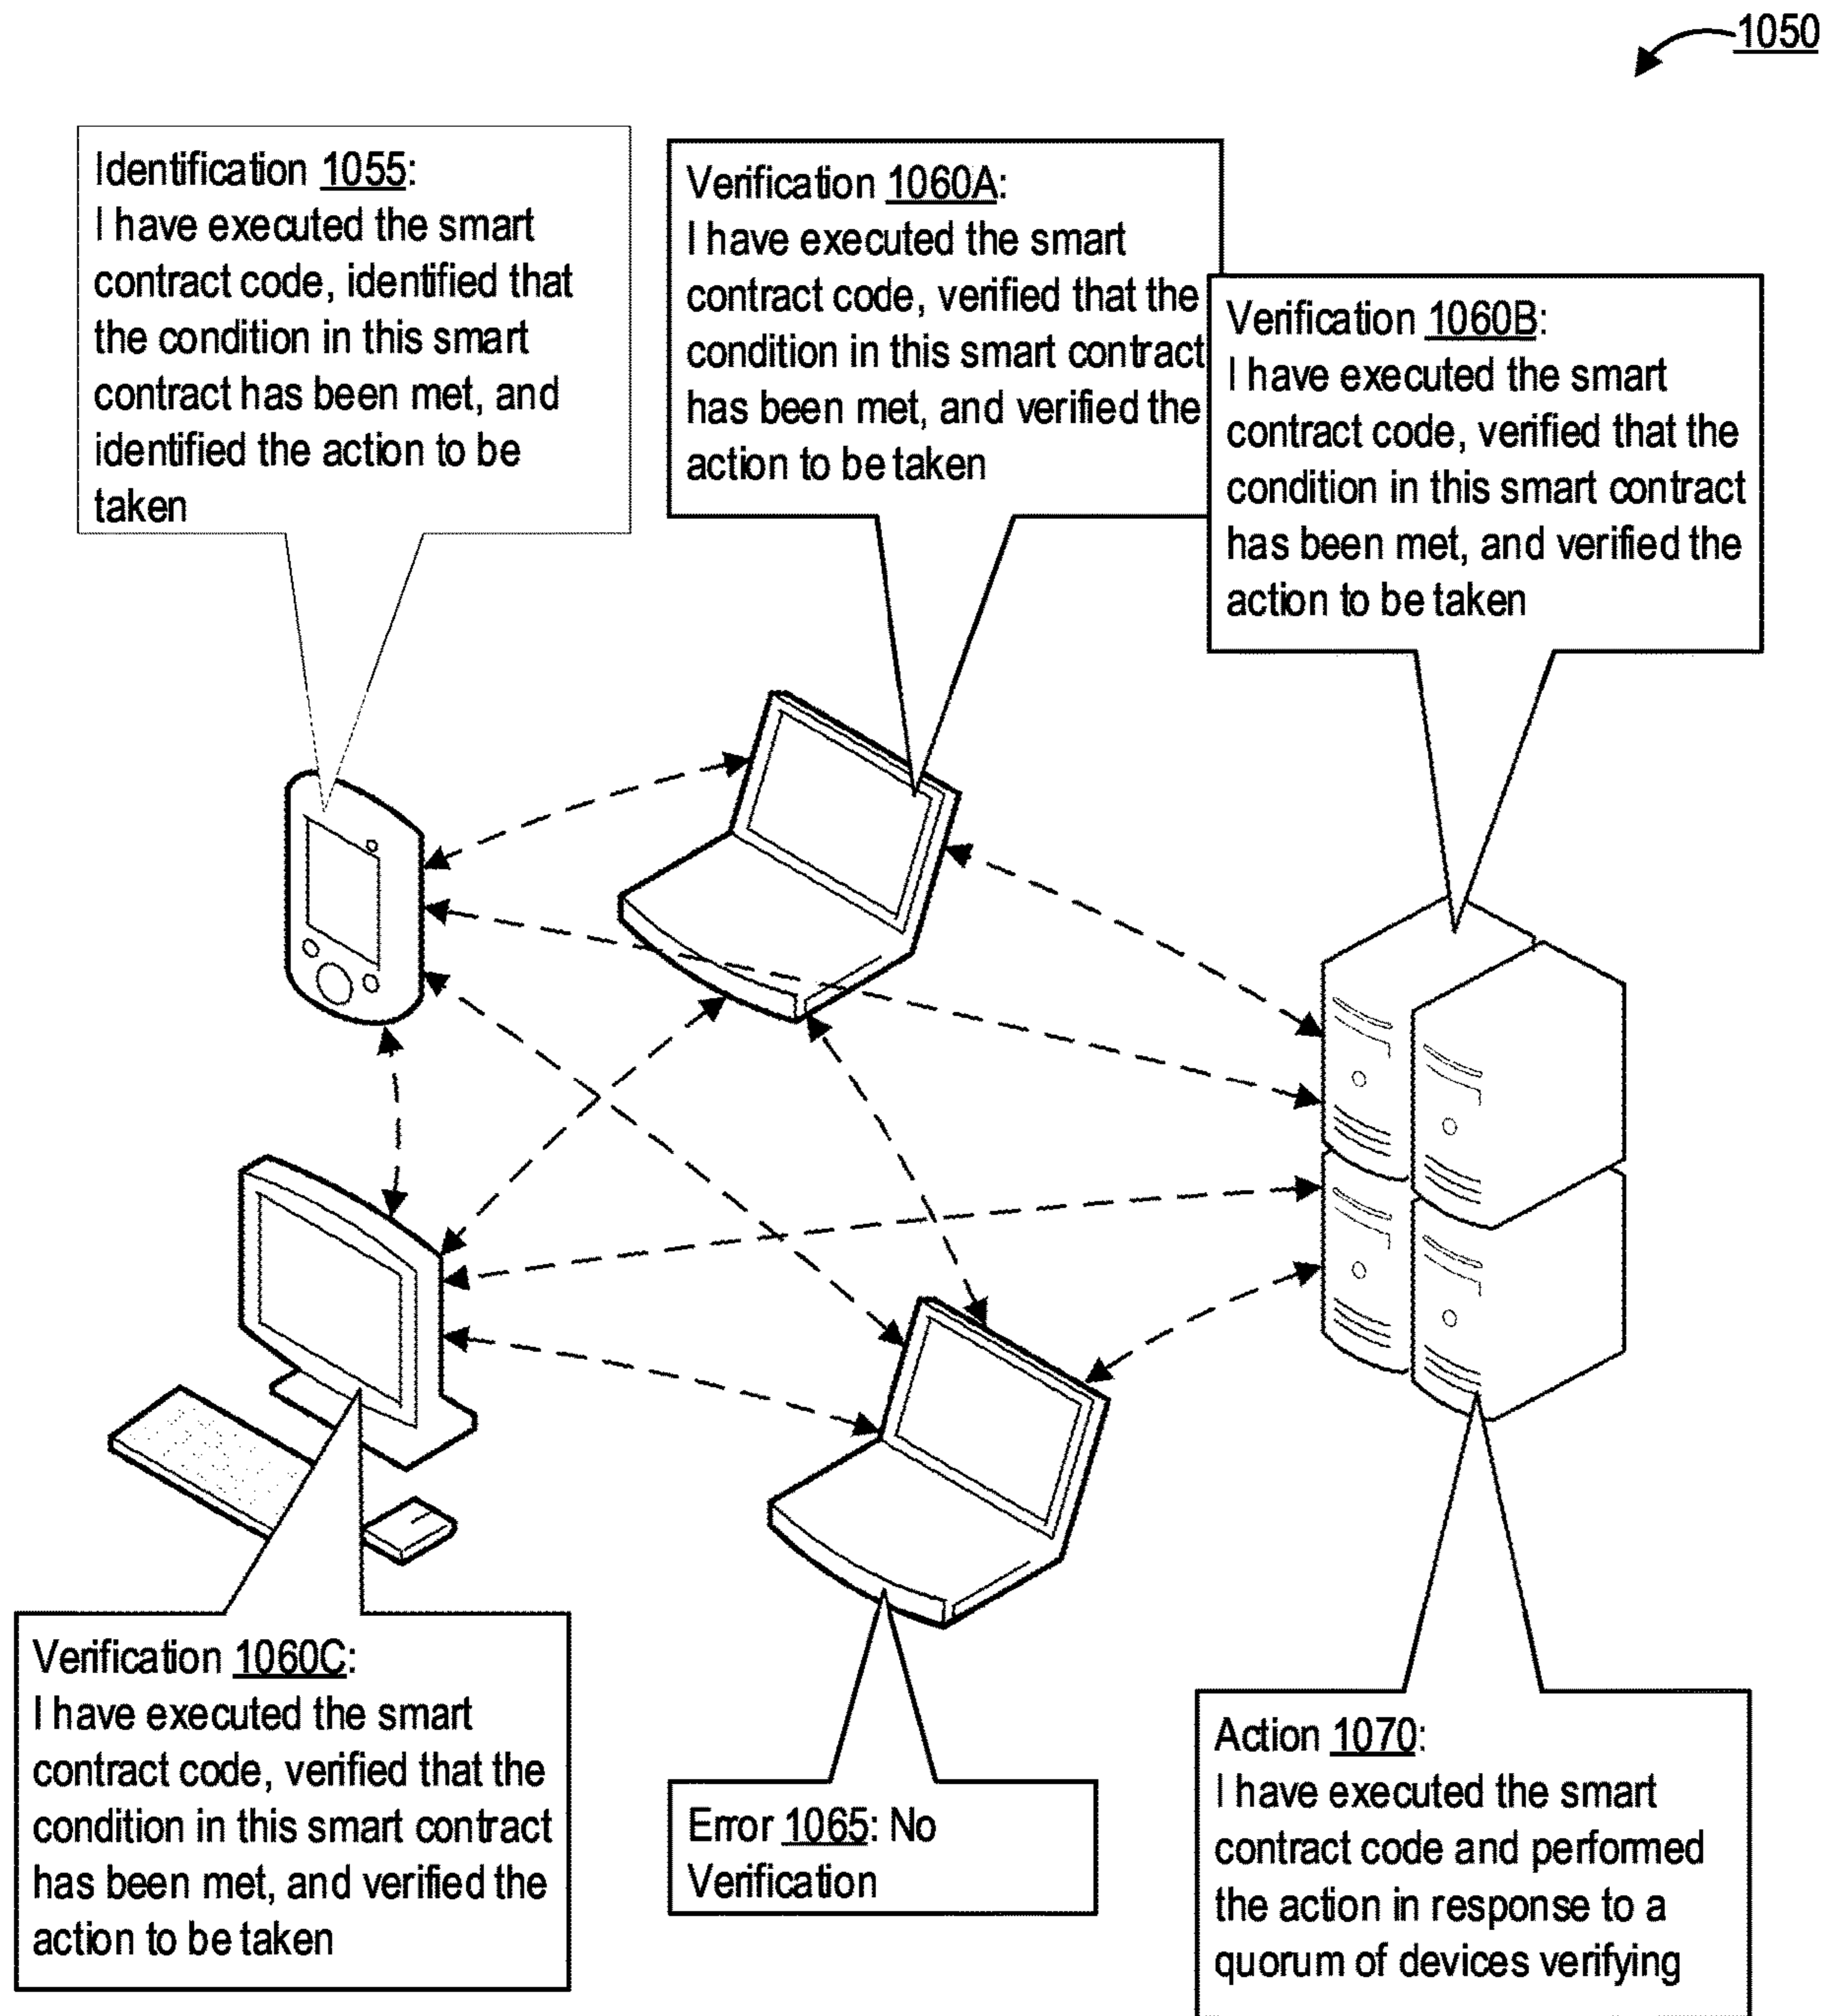 1050
Identification 1055:
I have executed the smart
contract code, identified that
the condition in this smart
contract has been met, and
identified the action to be
taken
Verification 1060A:
I have executed the smart
contract code, verified that the
condition in this smart contract
has been met, and verified the
action to be taken
Verification 1060B:
I have executed the smart
contract code, verified that the
condition in this smart contract
has been met, and verified the
action to be taken
Verification 1060C:
I have executed the smart
contract code, verified that the
condition in this smart contract
has been met, and verified the
action to be taken
Error 1065: No
Verification
Action 1070:
I have executed the smart
contract code and performed
the action in response to a
quorum of devices verifying